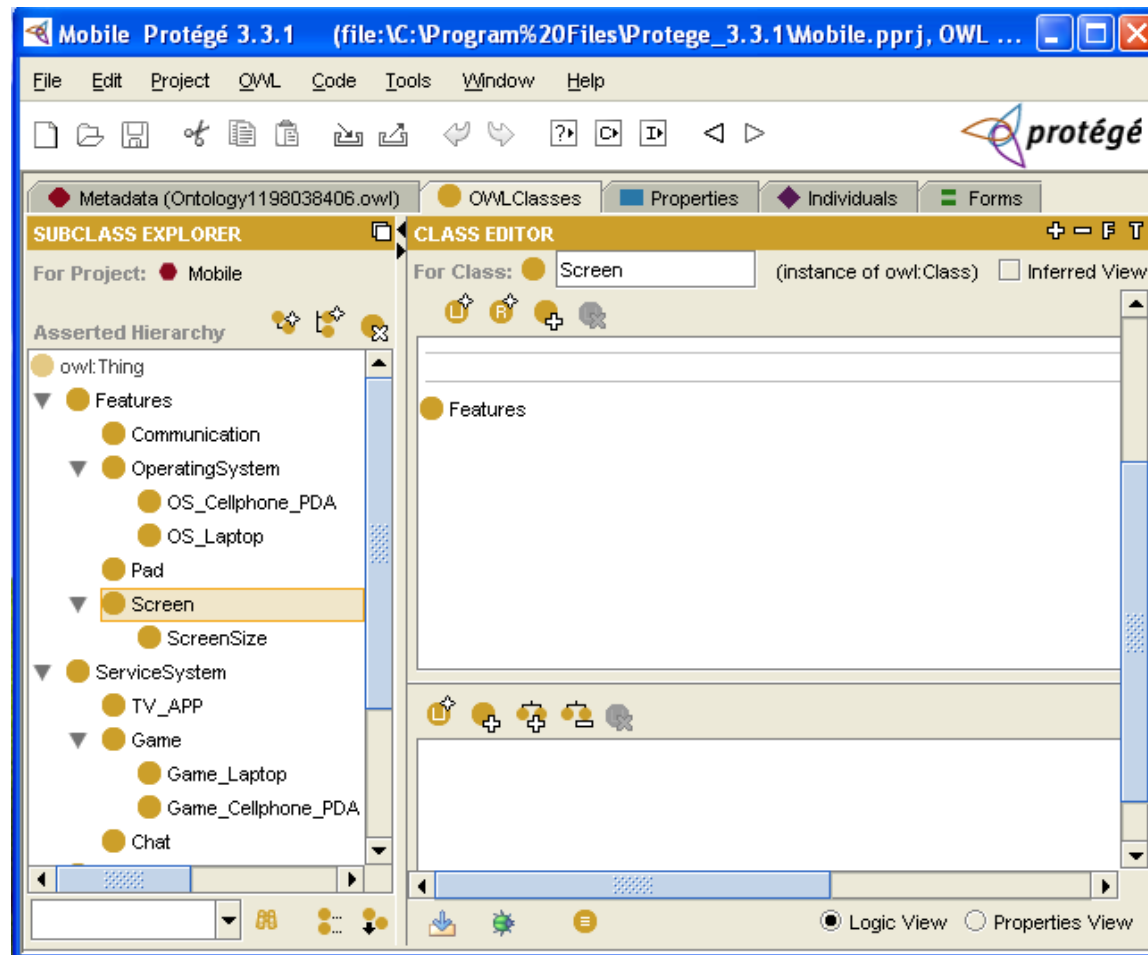 Mobile Protégé 3.3.1 (file:\C:\Program%20Files\Protege_3.3.1\Mobile.pprj, OWL ...
File Edit Project OWL Code Tools Window Help
protégé
Metadata (Ontology1198038406.owl) OWLClasses Properties Individuals Forms
SUBCLASS EXPLORER
For Project: Mobile
Asserted Hierarchy
owl:Thing
Features
Communication
OperatingSystem
OS_Cellphone_PDA
OS_Laptop
Pad
Screen
ScreenSize
ServiceSystem
TV_APP
Game
Game_Laptop
Game_Cellphone_PDA
Chat
CLASS EDITOR F T
For Class: Screen (instance of owl:Class) Inferred View
Features
Logic View Properties View